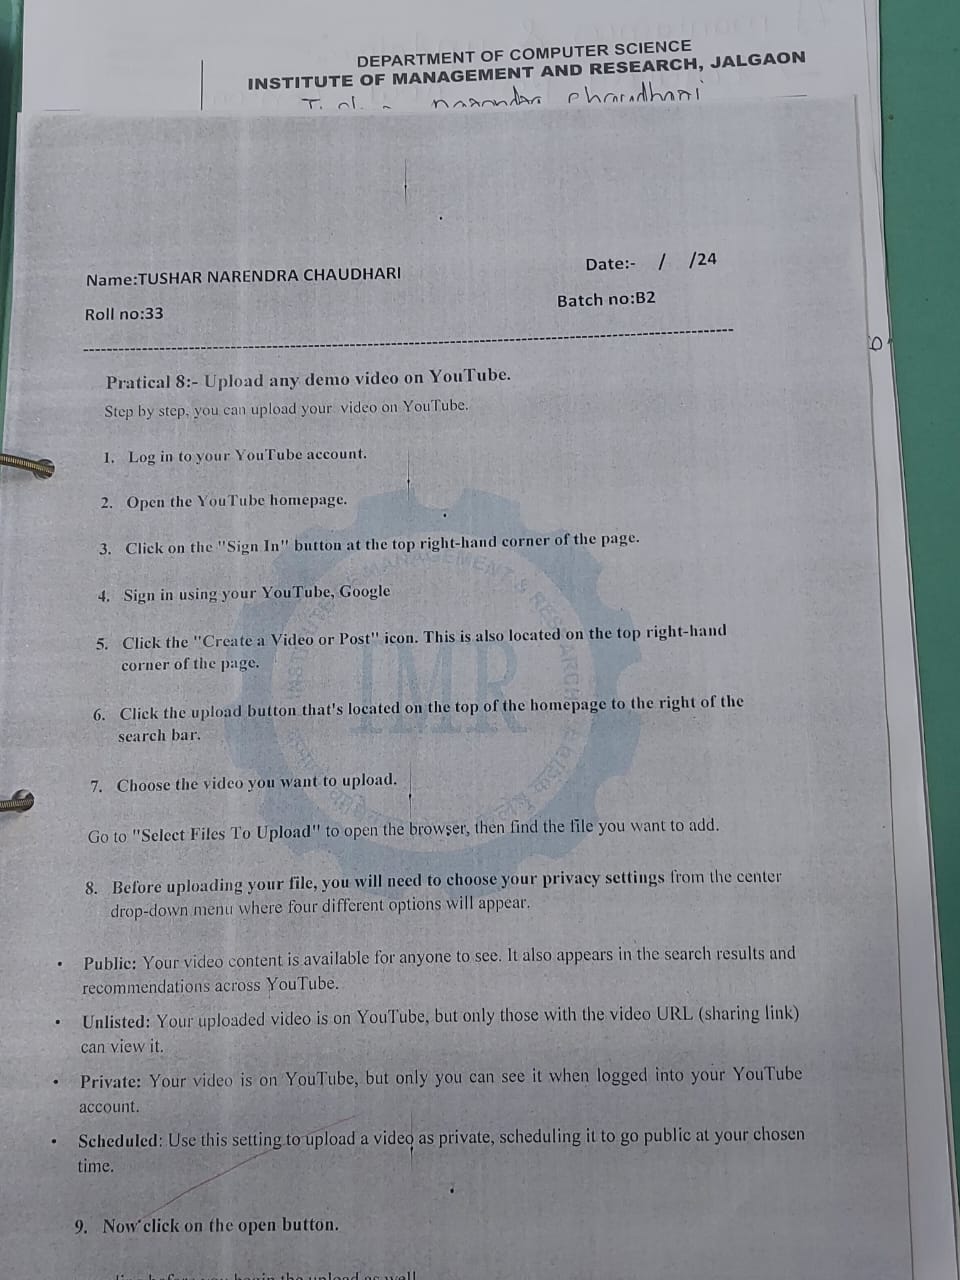 DEPARTMENT OF COMPUTER SCIENCE
INSTITUTE OF MANAGEMENT AND RESEARCH, JALGAON
Name:TUSHAR NARENDRA CHAUDHARI
Date:- / /24
Roll no:33
Batch no:B2
Pratical 8:- Upload any demo video on YouTube.
Step by step, you can upload your video on YouTube.
1. Log in to your YouTube account.
2. Open the YouTube homepage.
3. Click on the "Sign In" button at the top right-hand corner of the page.
4. Sign in using your YouTube, Google
5. Click the "Create a Video or Post" icon. This is also located on the top right-hand
corner of the page.
6. Click the upload button that's located on the top of the homepage to the right of the
search bar.
7. Choose the video you want to upload.
Go to "Select Files To Upload" to open the browser, then find the file you want to add.
8. Before uploading your file, you will need to choose your privacy settings from the center
drop-down menu where four different options will appear.
• Public: Your video content is available for anyone to see. It also appears in the search results and
recommendations across YouTube.
• Unlisted: Your uploaded video is on YouTube, but only those with the video URL (sharing link)
can view it.
• Private: Your video is on YouTube, but only you can see it when logged into your YouTube
account.
• Scheduled: Use this setting to upload a video as private, scheduling it to go public at your chosen
time.
9. Now click on the open button.
IMR
MANAGEMENT & RESEARCH